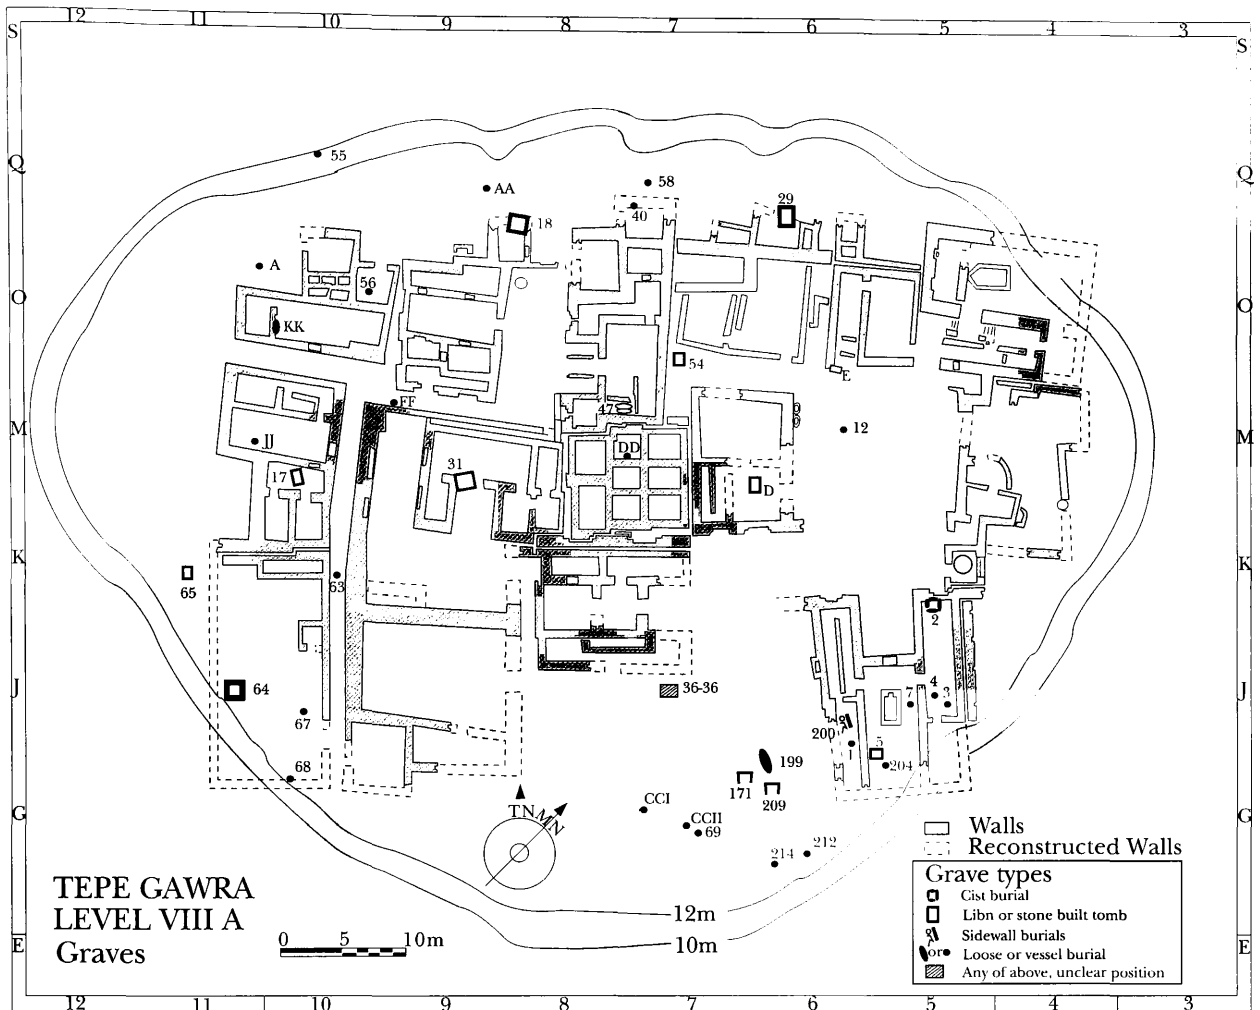 12 11 10 9 8 7 6 5 4 3
S S
55
Q Q
AA 58
29
40
18
A
56
O O
KK
54
E
FF 47
12
M M
JJ DD
31
17 D
K K
63
65
2
J J
64 36-36 4
7 3
67
200
5
1
199
68 204
171
209
CCI
G G
TN MN CCII
69
212
214
Walls
Reconstructed Walls
Grave types
Cist burial
Libn or stone built tomb
Sidewall burials
or Loose or vessel burial
Any of above, unclear position
TEPE GAWRA
LEVEL VIII A
Graves
12m
10m
0 5 10m
E E
12 11 10 9 8 7 6 5 4 3